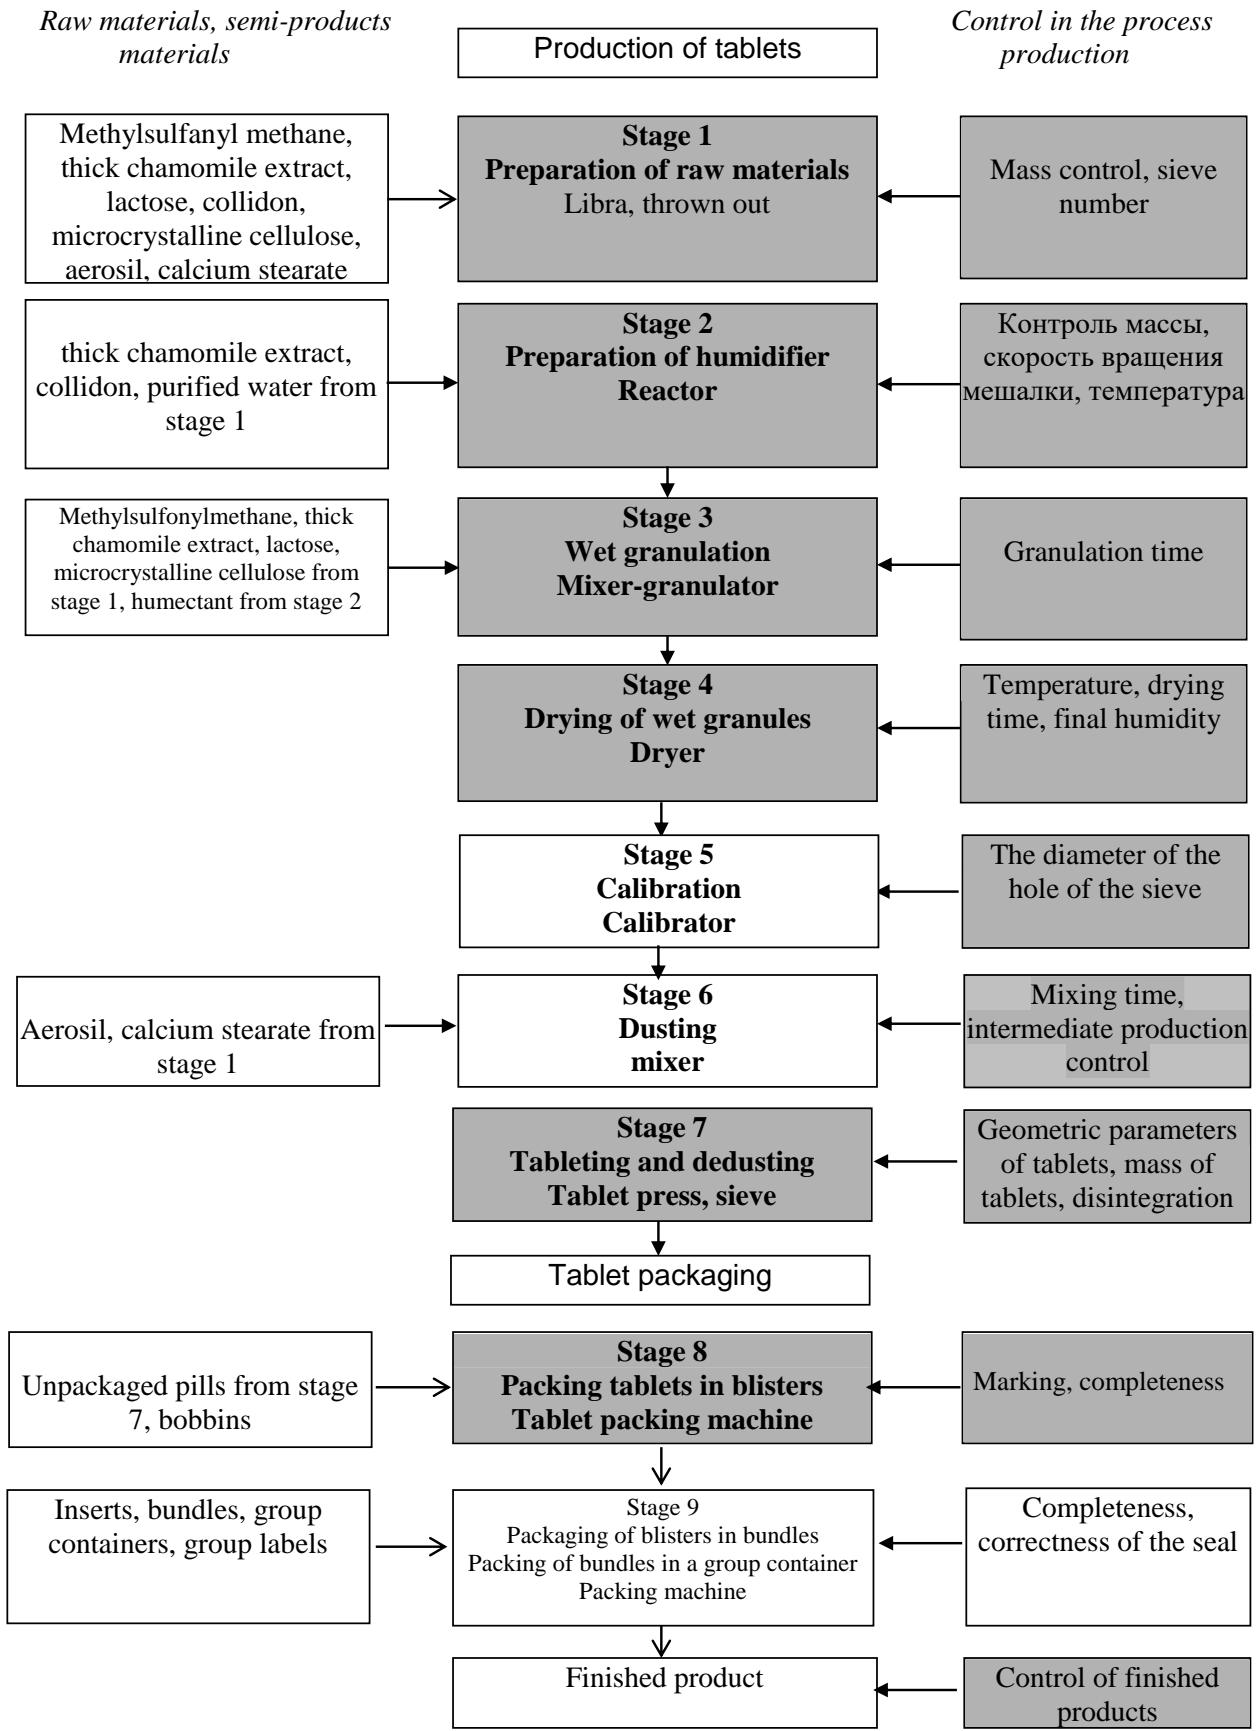 Raw materials, semi-products
materials
Production of tablets
Control in the process
production
Methylsulfanyl methane,
thick chamomile extract,
lactose, collidon,
microcrystalline cellulose,
aerosil, calcium stearate
Stage 1
Preparation of raw materials
Libra, thrown out
Mass control, sieve
number
thick chamomile extract,
collidon, purified water from
stage 1
Stage 2
Preparation of humidifier
Reactor
Контроль массы,
скорость вращения
мешалки, температура
Methylsulfonylmethane, thick
chamomile extract, lactose,
microcrystalline cellulose from
stage 1, humectant from stage 2
Stage 3
Wet granulation
Mixer-granulator
Granulation time
Stage 4
Drying of wet granules
Dryer
Temperature, drying
time, final humidity
Stage 5
Calibration
Calibrator
The diameter of the
hole of the sieve
Aerosil, calcium stearate from
stage 1
Stage 6
Dusting
mixer
Mixing time,
intermediate production
control
Stage 7
Tableting and dedusting
Tablet press, sieve
Geometric parameters
of tablets, mass of
tablets, disintegration
Tablet packaging
Unpackaged pills from stage
7, bobbins
Stage 8
Packing tablets in blisters
Tablet packing machine
Marking, completeness
Inserts, bundles, group
containers, group labels
Stage 9
Packaging of blisters in bundles
Packing of bundles in a group container
Packing machine
Completeness,
correctness of the seal
Finished product
Control of finished
products